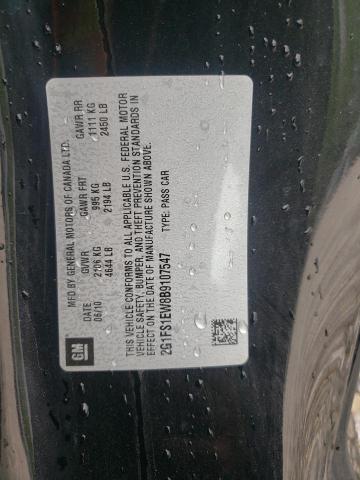 MFD BY GENERAL MOTORS OF CANADA LTD.
DATE GVWR GAWR FRT GAWR RR
06/10 2106 KG 995 KG 1111 KG
4644 LB 2194 LB 2450 LB
THIS VEHICLE CONFORMS TO ALL APPLICABLE U.S. FEDERAL MOTOR
VEHICLE SAFETY, BUMPER, AND THEFT PREVENTION STANDARDS IN
EFFECT ON THE DATE OF MANUFACTURE SHOWN ABOVE.
2G1FS1EW8B9107547 TYPE: PASS CAR
GM